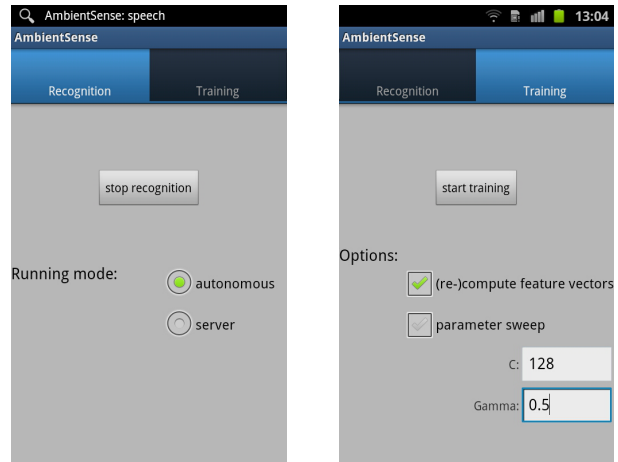 AmbientSense: speech
AmbientSense
Recognition Training
stop recognition
Running mode:
autonomous
server
13:04
AmbientSense
Recognition Training
start training
Options:
(re-)compute feature vectors
parameter sweep
C: 128
Gamma: 0.5